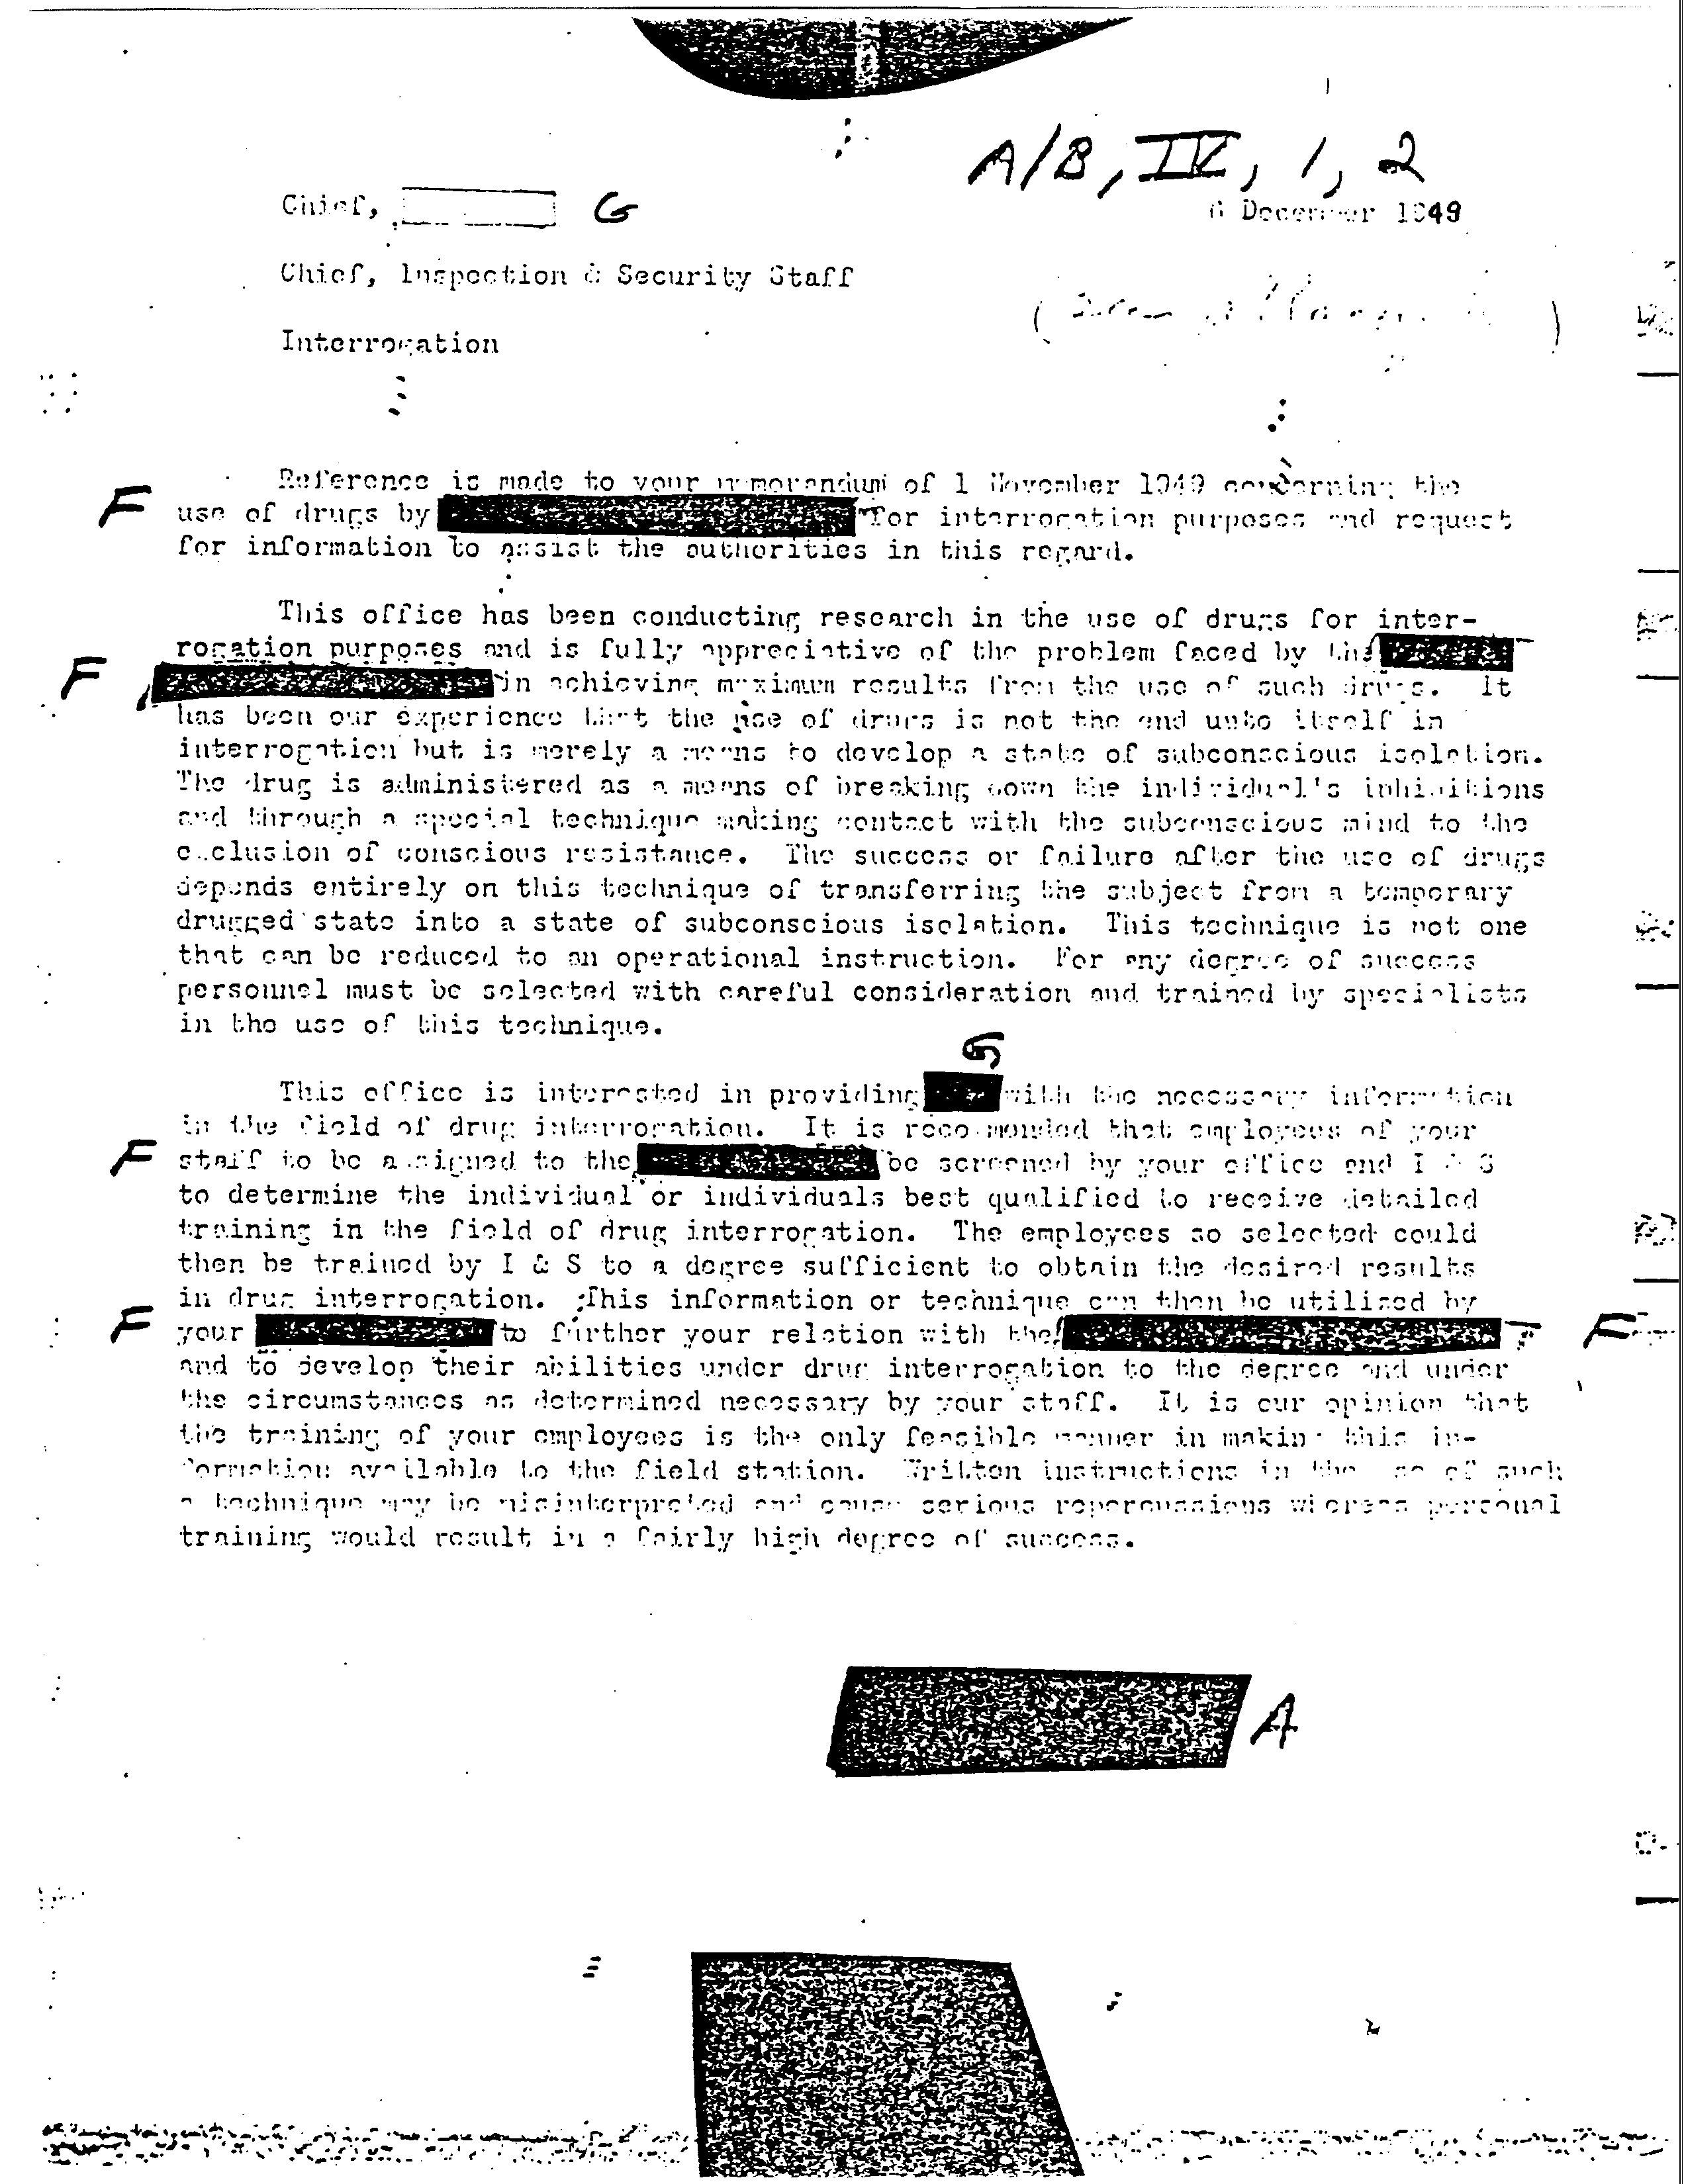 A/B, IV, 1, 2
Chief, G
6 December 1949
Chief, Inspection & Security Staff
Interrogation
Reference is made to your memorandum of 1 November 1949 concerning the
F use of drugs by for interrogation purposes and request
for information to assist the authorities in this regard.
This office has been conducting research in the use of drugs for inter-
rogation purposes and is fully appreciative of the problem faced by the
F in achieving maximum results from the use of such drugs. It
has been our experience that the use of drugs is not the end unto itself in
interrogation but is merely a means to develop a state of subconscious isolation.
The drug is administered as a means of breaking down the individual's inhibitions
and through a special technique making contact with the subconscious mind to the
exclusion of conscious resistance. The success or failure after the use of drugs
depends entirely on this technique of transferring the subject from a temporary
drugged state into a state of subconscious isolation. This technique is not one
that can be reduced to an operational instruction. For any degree of success
personnel must be selected with careful consideration and trained by specialists
in the use of this technique.
G
This office is interested in providing with the necessary information
in the field of drug interrogation. It is recommended that employees of your
F staff to be assigned to the be screened by your office and I & S
to determine the individual or individuals best qualified to receive detailed
training in the field of drug interrogation. The employees so selected could
then be trained by I & S to a degree sufficient to obtain the desired results
in drug interrogation. This information or technique can then be utilized by
F your to further your relation with the F
and to develop their abilities under drug interrogation to the degree and under
the circumstances as determined necessary by your staff. It is our opinion that
the training of your employees is the only feasible manner in making this in-
formation available to the field station. Written instructions in the use of such
a technique may be misinterpreted and cause serious repercussions whereas personal
training would result in a fairly high degree of success.
A